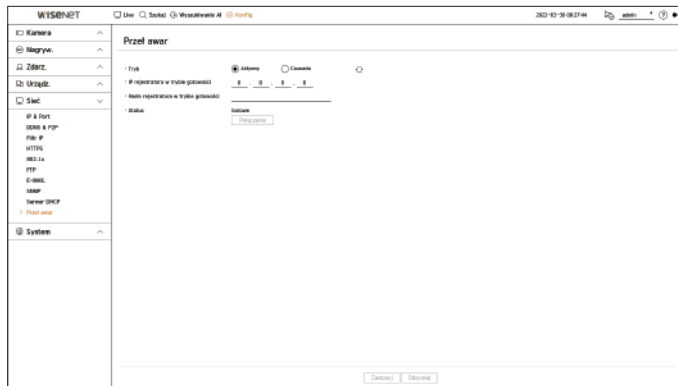 WISENET
Live Szukaj Wyszukiwanie AI Konfig.
2022-03-30 08:27:44 admin
Kamera
Nagryw.
Zdarz.
Urządz.
Sieć
IP & Port
DDNS & P2P
Filtr IP
HTTPS
802.1x
FTP
E-MAIL
SNMP
Serwer DHCP
Przeł awar
System
Przeł awar
Tryb Aktywny Czuwanie
IP rejestratora w trybie gotowości 0 . 0 . 0 . 0
Hasło rejestratora w trybie gotowości
Status Gotowe
Połączenie
Zastosuj Odzyskaj